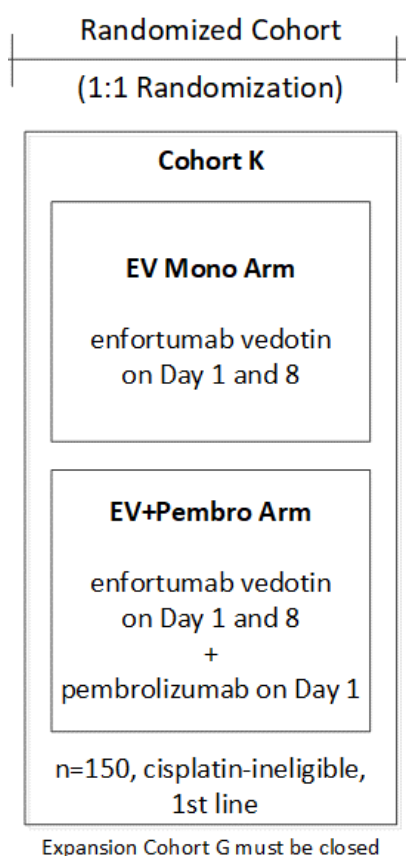 Randomized Cohort
(1:1 Randomization)
Cohort K
EV Mono Arm
enfortumab vedotin
on Day 1 and 8
EV+Pembro Arm
enfortumab vedotin
on Day 1 and 8
+
pembrolizumab on Day 1
n=150, cisplatin-ineligible,
1st line
Expansion Cohort G must be closed